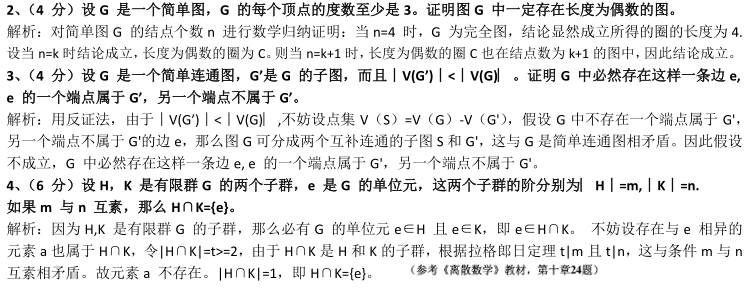 2、（4 分）设 G 是一个简单图，G 的每个顶点的度数至少是 3。证明图 G 中一定存在长度为偶数的图。
解析：对简单图 G 的结点个数 n 进行数学归纳证明：当 n=4 时，G 为完全图，结论显然成立所得的圈的长度为 4.
设当 n=k 时结论成立，长度为偶数的圈为 C。则当 n=k+1 时，长度为偶数的圈 C 也在结点数为 k+1 的图中，因此结论成立。
3、（4 分）设 G 是一个简单连通图，G’是 G 的子图，而且｜V(G’)｜<｜V(G)｜。证明 G 中必然存在这样一条边 e,
e 的一个端点属于 G’，另一个端点不属于 G’。
解析：用反证法，由于｜V(G’)｜<｜V(G)｜,不妨设点集 V（S）=V（G）-V（G'），假设 G 中不存在一个端点属于 G'，
另一个端点不属于 G'的边 e，那么图 G 可分成两个互补连通的子图 S 和 G'，这与 G 是简单连通图相矛盾。因此假设
不成立，G 中必然存在这样一条边 e, e 的一个端点属于 G'，另一个端点不属于 G'。
4、（6 分）设 H，K 是有限群 G 的两个子群，e 是 G 的单位元，这两个子群的阶分别为｜H｜=m,｜K｜=n.
如果 m 与 n 互素，那么 H∩K={e}。
解析：因为 H,K 是有限群 G 的子群，那么必有 G 的单位元 e∈H 且 e∈K，即 e∈H∩K。 不妨设存在与 e 相异的
元素 a 也属于 H∩K，令|H∩K|=t>=2，由于 H∩K 是 H 和 K 的子群，根据拉格郎日定理 t|m 且 t|n，这与条件 m 与 n
互素相矛盾。故元素 a 不存在。|H∩K|=1，即 H∩K={e}。 （参考《离散数学》教材，第十章24题）